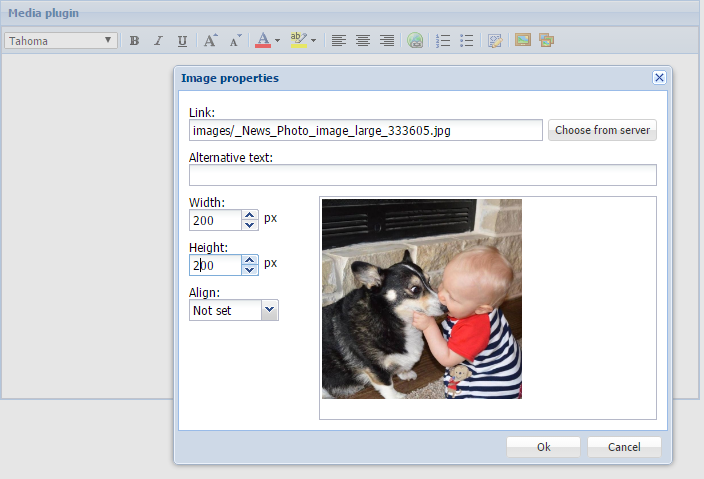 Media plugin
Tahoma B I U A A A ab
Image properties
Link:
images/_News_Photo_image_large_333605.jpg Choose from server
Alternative text:
Width:
200 px
Height:
200 px
Align:
Not set
Ok Cancel